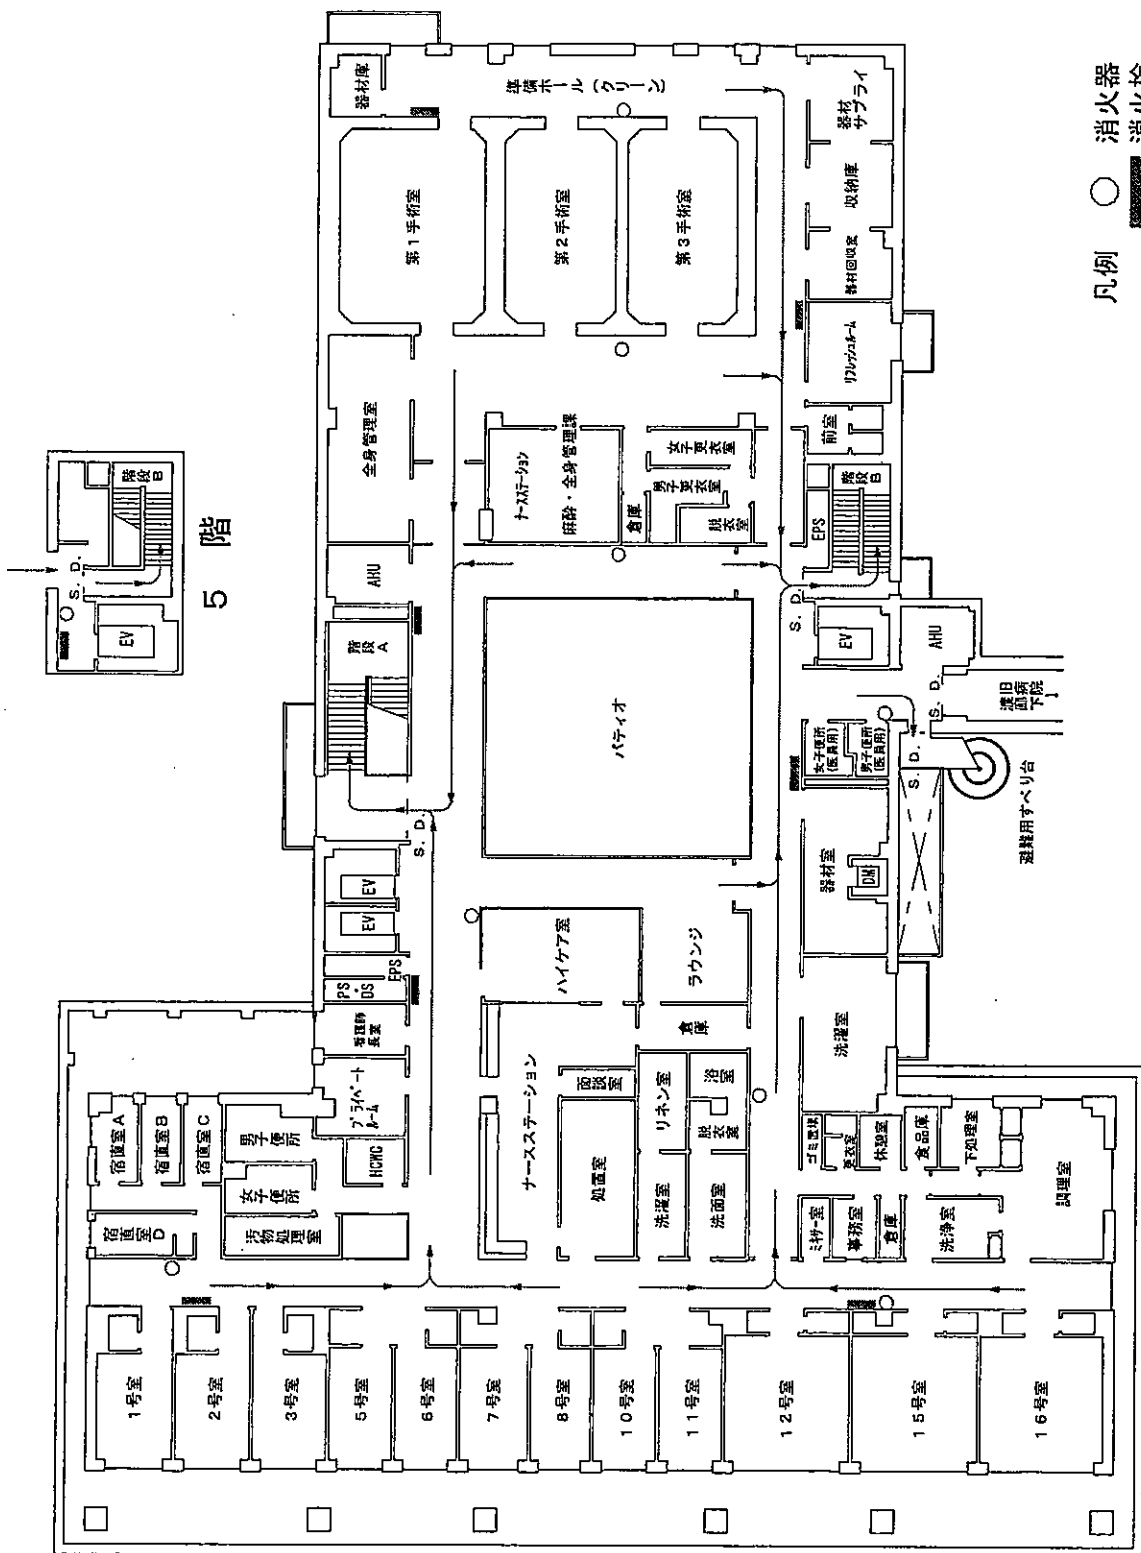 5 階
EV
S. D.
階段B
器材庫
準備ホール(クリーン)
器材サプライ
収納庫
器材回収室
リフレッシュルーム
前室
階段B
EPS
第1手術室
第2手術室
第3手術室
全身管理室
ナースステーション
麻酔・全身管理課
倉庫
男子更衣室
女子更衣室
脱衣室
AHU
階段A
パティオ
S. D.
EV
AHU
S. D.
S. D.
渡り廊下
旧病院1
女子便所(医員用)
男子便所(医員用)
避難用すべり台
S. D.
EV
EV
EPS
PS・DS
看護師長室
プライベートルーム
HCWC
ハイケア室
ラウンジ
倉庫
器材室
DM
洗濯室
ナースステーション
面談室
処置室
リネン室
浴室
脱衣室
洗濯室
洗面室
ゴミ置場
更衣室
休憩室
食品庫
下処理室
調理室
ミキサー室
事務室
倉庫
洗浄室
宿直室A
宿直室B
宿直室C
宿直室D
男子便所
女子便所
汚物処理室
1号室
2号室
3号室
5号室
6号室
7号室
8号室
10号室
11号室
12号室
15号室
16号室
凡例
消火器
消火栓